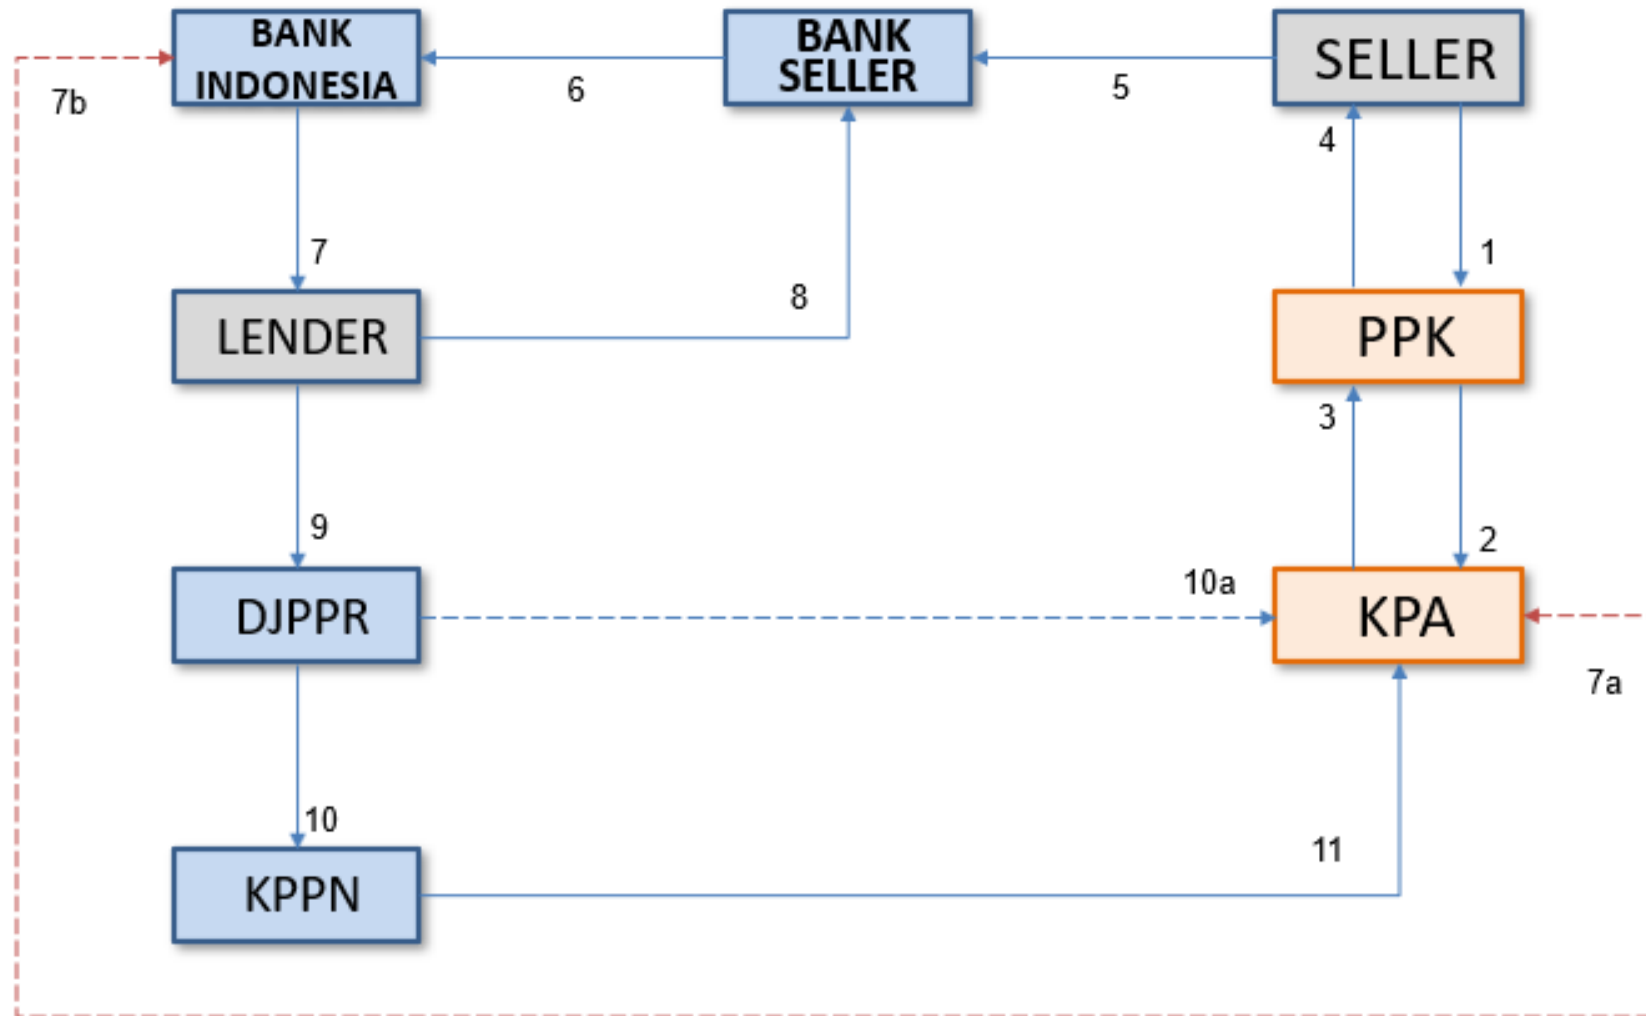 BANK
INDONESIA
BANK
SELLER
SELLER
7b
6
5
4
7
1
8
LENDER
PPK
3
9
2
10a
DJPPR
KPA
7a
10
11
KPPN